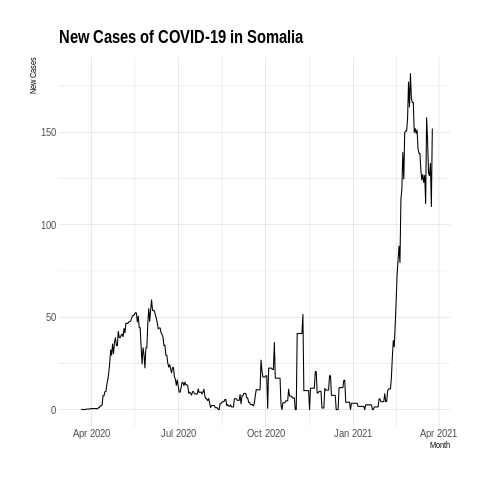 New Cases of COVID-19 in Somalia
New Cases
150
100
50
0
Apr 2020 Jul 2020 Oct 2020 Jan 2021 Apr 2021
Month